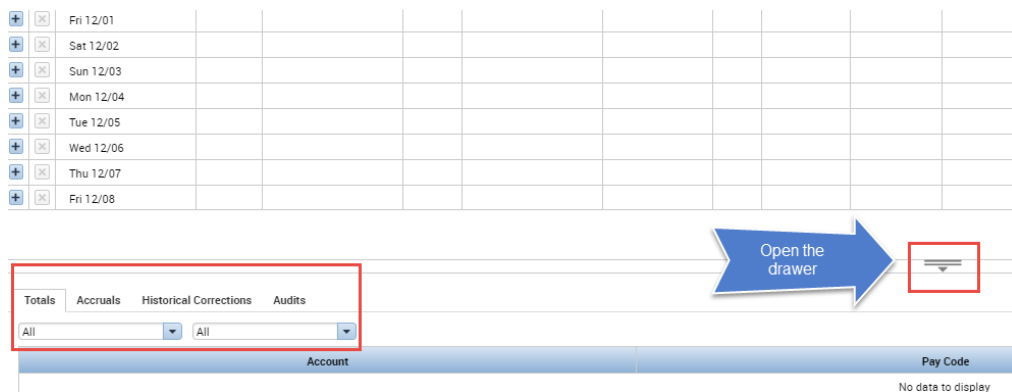 Fri 12/01
Sat 12/02
Sun 12/03
Mon 12/04
Tue 12/05
Wed 12/06
Thu 12/07
Fri 12/08
Open the
drawer
Totals Accruals Historical Corrections Audits
All All
Account Pay Code
No data to display